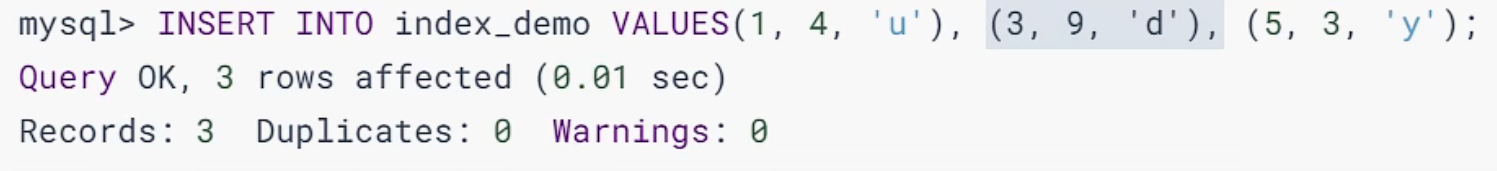 mysql> INSERT INTO index_demo VALUES(1, 4, 'u'), (3, 9, 'd'), (5, 3, 'y');
Query OK, 3 rows affected (0.01 sec)
Records: 3  Duplicates: 0  Warnings: 0